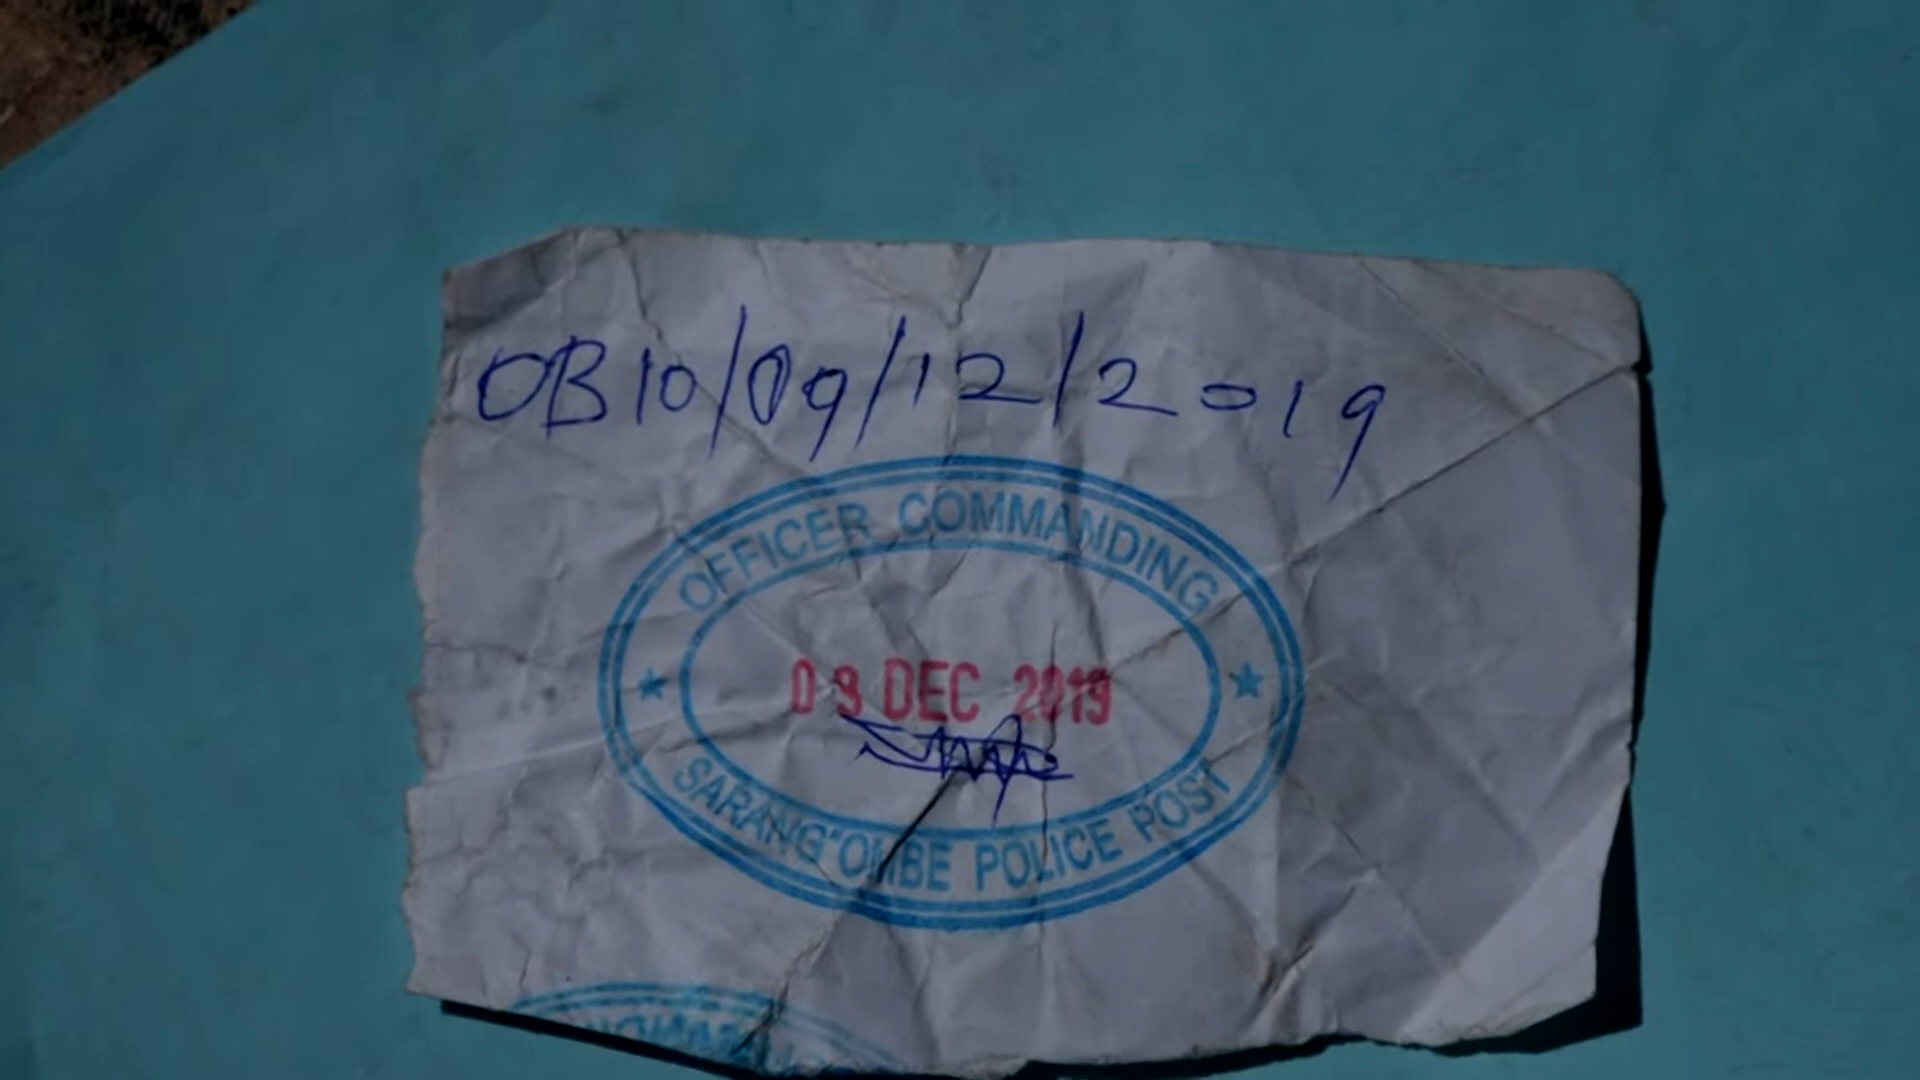 OB10/09/12/2019
OFFICER COMMANDING
09 DEC 2019
SARANG"OMBE POLICE POST